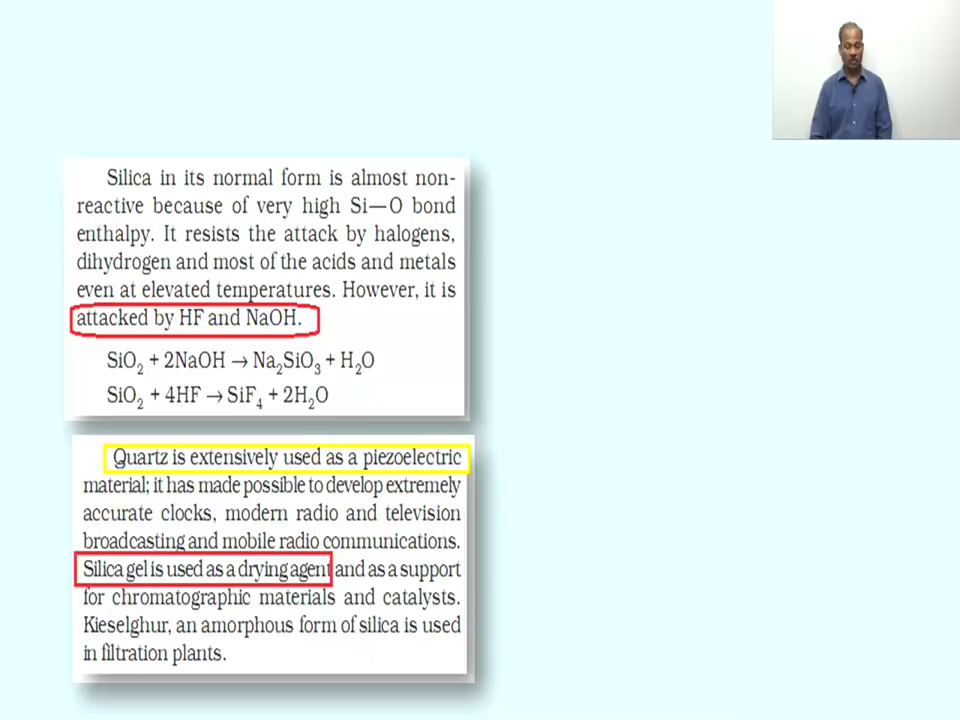 Silica in its normal form is almost non-
reactive because of very high Si—O bond
enthalpy. It resists the attack by halogens,
dihydrogen and most of the acids and metals
even at elevated temperatures. However, it is
attacked by HF and NaOH.
SiO₂ + 2NaOH → Na₂SiO₃ + H₂O
SiO₂ + 4HF → SiF₄ + 2H₂O
Quartz is extensively used as a piezoelectric
material; it has made possible to develop extremely
accurate clocks, modern radio and television
broadcasting and mobile radio communications.
Silica gel is used as a drying agent and as a support
for chromatographic materials and catalysts.
Kieselghur, an amorphous form of silica is used
in filtration plants.